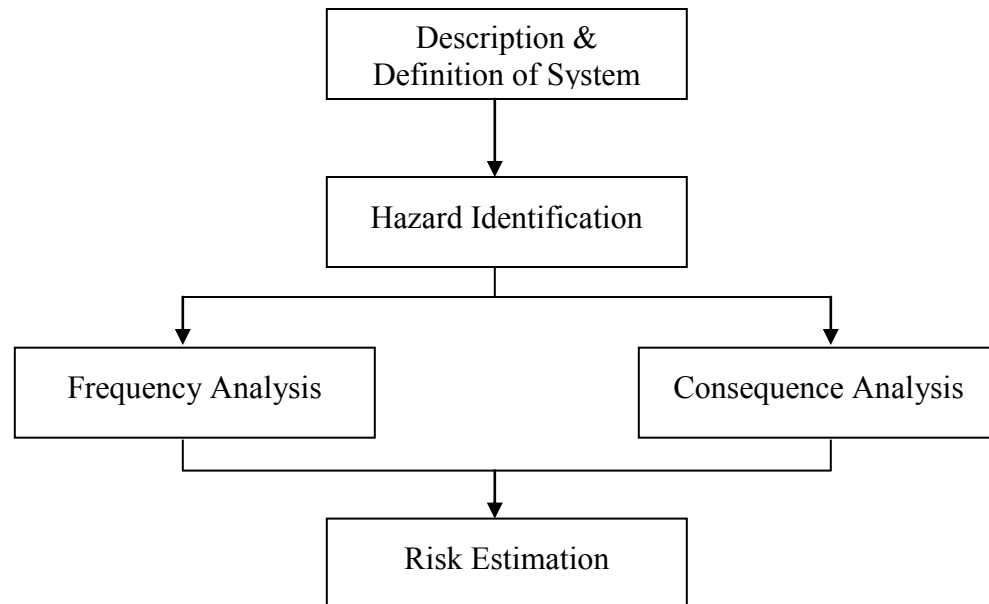 Description &
Definition of System
Hazard Identification
Frequency Analysis
Consequence Analysis
Risk Estimation